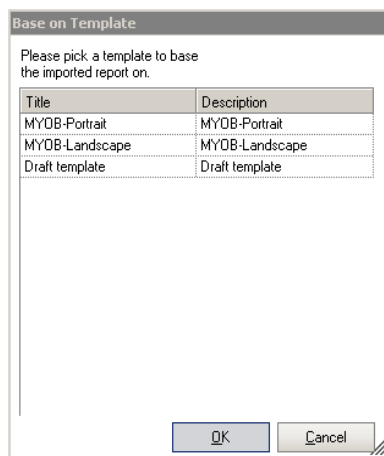 Base on Template
Please pick a template to base
the imported report on.
Title Description
MYOB-Portrait MYOB-Portrait
MYOB-Landscape MYOB-Landscape
Draft template Draft template
OK Cancel